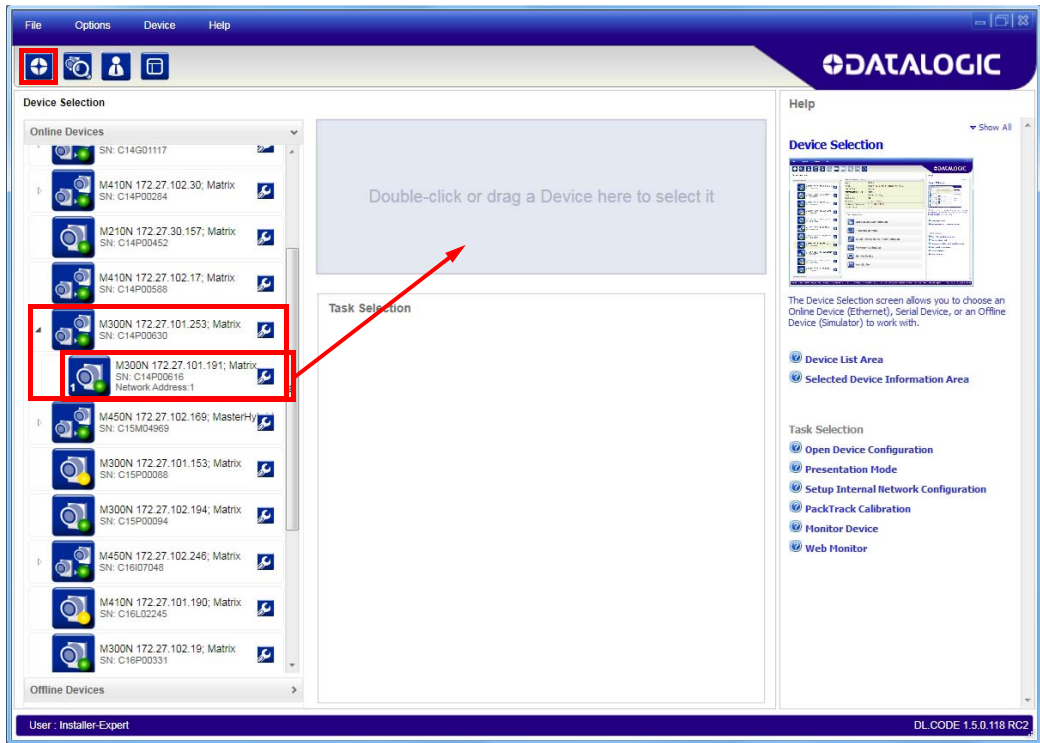 File Options Device Help
DATALOGIC
Device Selection
Online Devices
SN: C14G01117
M410N 172.27.102.30; Matrix
SN: C14P00284
M210N 172.27.30.157; Matrix
SN: C14P00452
M410N 172.27.102.17; Matrix
SN: C14P00588
M300N 172.27.101.253; Matrix
SN: C14P00630
M300N 172.27.101.191; Matrix
SN: C14P00616
Network Address:1
1
M450N 172.27.102.169; MasterHy
SN: C15M04969
M300N 172.27.101.153; Matrix
SN: C15P00088
M300N 172.27.102.194; Matrix
SN: C15P00094
M450N 172.27.102.246; Matrix
SN: C16I07048
M410N 172.27.101.190; Matrix
SN: C16L02245
M300N 172.27.102.19; Matrix
SN: C16P00331
Offline Devices
Double-click or drag a Device here to select it
Task Selection
Help
Show All
Device Selection
The Device Selection screen allows you to choose an
Online Device (Ethernet), Serial Device, or an Offline
Device (Simulator) to work with.
Device List Area
Selected Device Information Area
Task Selection
Open Device Configuration
Presentation Mode
Setup Internal Network Configuration
PackTrack Calibration
Monitor Device
Web Monitor
User : Installer-Expert
DL.CODE 1.5.0.118 RC2